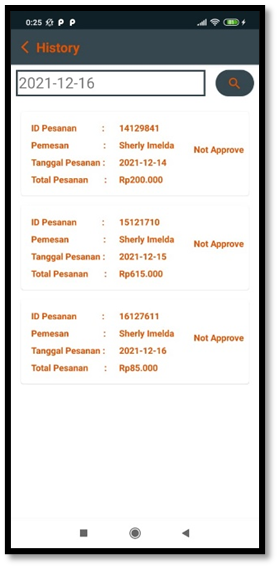 0:25
History
2021-12-16
ID Pesanan : 14129841
Pemesan : Sherly Imelda
Not Approve
Tanggal Pesanan : 2021-12-14
Total Pesanan : Rp200.000
ID Pesanan : 15121710
Pemesan : Sherly Imelda
Not Approve
Tanggal Pesanan : 2021-12-15
Total Pesanan : Rp615.000
ID Pesanan : 16127611
Pemesan : Sherly Imelda
Not Approve
Tanggal Pesanan : 2021-12-16
Total Pesanan : Rp85.000